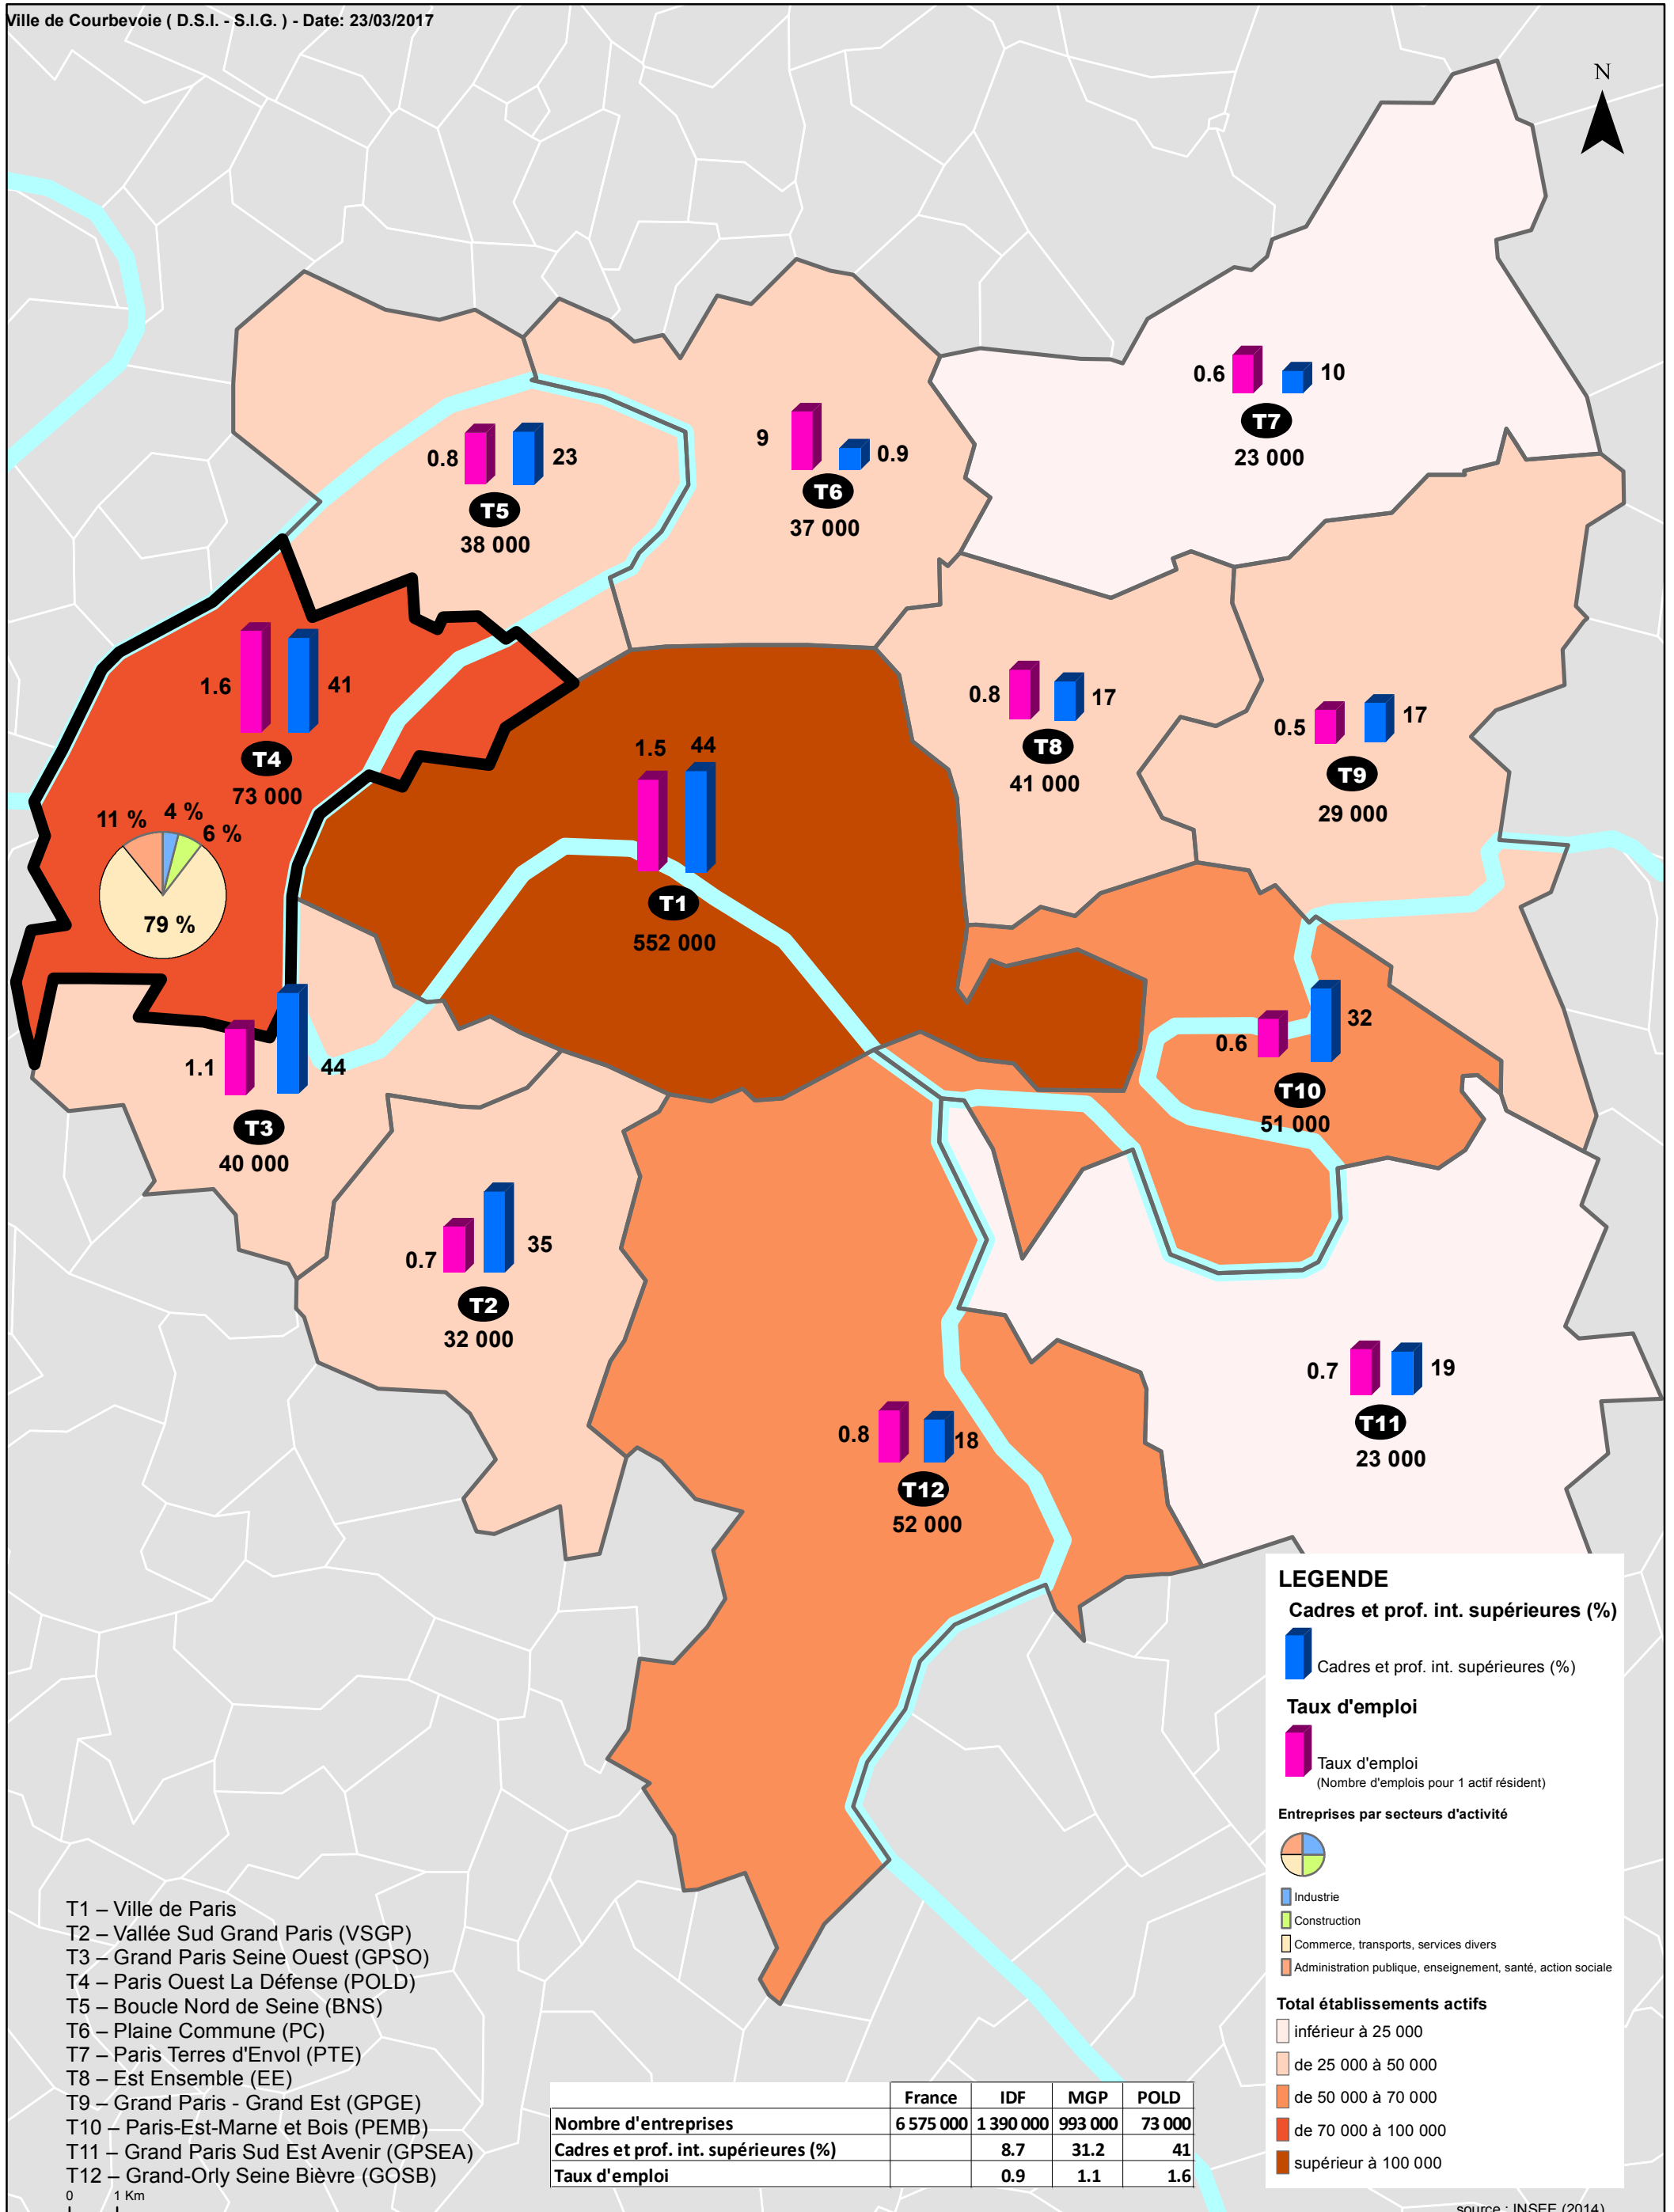 Ville de Courbevoie ( D.S.I. - S.I.G. ) - Date: 23/03/2017
N
0.6 10
T7
23 000
9 0.9
T6
37 000
0.8 23
T5
38 000
1.6 41
T4
73 000
11 % 4 % 6 %
79 %
1.5 44
T1
552 000
0.8 17
T8
41 000
0.5 17
T9
29 000
0.6 32
T10
51 000
1.1 44
T3
40 000
0.7 35
T2
32 000
0.7 19
T11
23 000
0.8 18
T12
52 000
LEGENDE
Cadres et prof. int. supérieures (%)
Cadres et prof. int. supérieures (%)
Taux d'emploi
Taux d'emploi
(Nombre d'emplois pour 1 actif résident)
Entreprises par secteurs d'activité
Industrie
Construction
Commerce, transports, services divers
Administration publique, enseignement, santé, action sociale
Total établissements actifs
inférieur à 25 000
de 25 000 à 50 000
de 50 000 à 70 000
de 70 000 à 100 000
supérieur à 100 000
T1 – Ville de Paris
T2 – Vallée Sud Grand Paris (VSGP)
T3 – Grand Paris Seine Ouest (GPSO)
T4 – Paris Ouest La Défense (POLD)
T5 – Boucle Nord de Seine (BNS)
T6 – Plaine Commune (PC)
T7 – Paris Terres d'Envol (PTE)
T8 – Est Ensemble (EE)
T9 – Grand Paris - Grand Est (GPGE)
T10 – Paris-Est-Marne et Bois (PEMB)
T11 – Grand Paris Sud Est Avenir (GPSEA)
T12 – Grand-Orly Seine Bièvre (GOSB)
0 1 Km
France IDF MGP POLD
Nombre d'entreprises 6 575 000 1 390 000 993 000 73 000
Cadres et prof. int. supérieures (%) 8.7 31.2 41
Taux d'emploi 0.9 1.1 1.6
source : INSEE (2014)